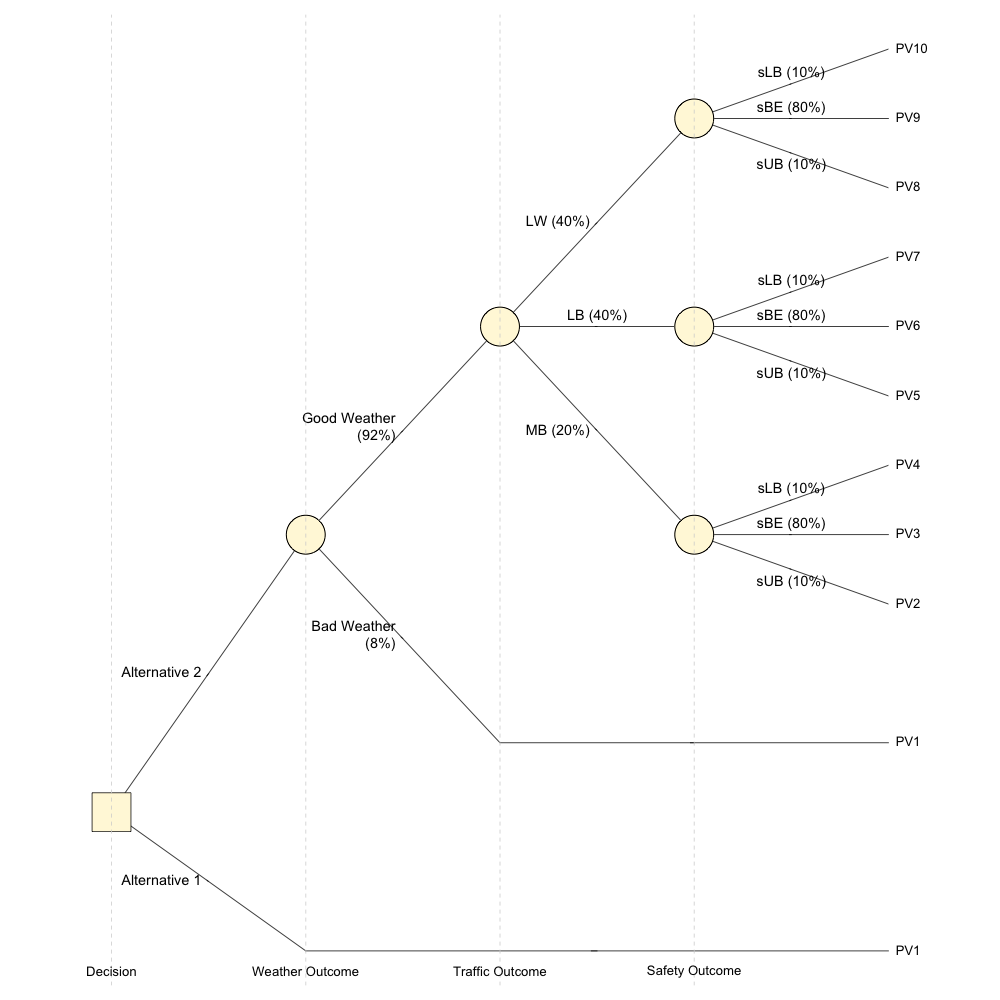 PV10
sLB (10%)
sBE (80%)
PV9
sUB (10%)
PV8
LW (40%)
PV7
sLB (10%)
LB (40%)
sBE (80%)
PV6
sUB (10%)
PV5
Good Weather
(92%)
MB (20%)
PV4
sLB (10%)
sBE (80%)
PV3
sUB (10%)
PV2
Bad Weather
(8%)
Alternative 2
PV1
Alternative 1
PV1
Decision
Weather Outcome
Traffic Outcome
Safety Outcome